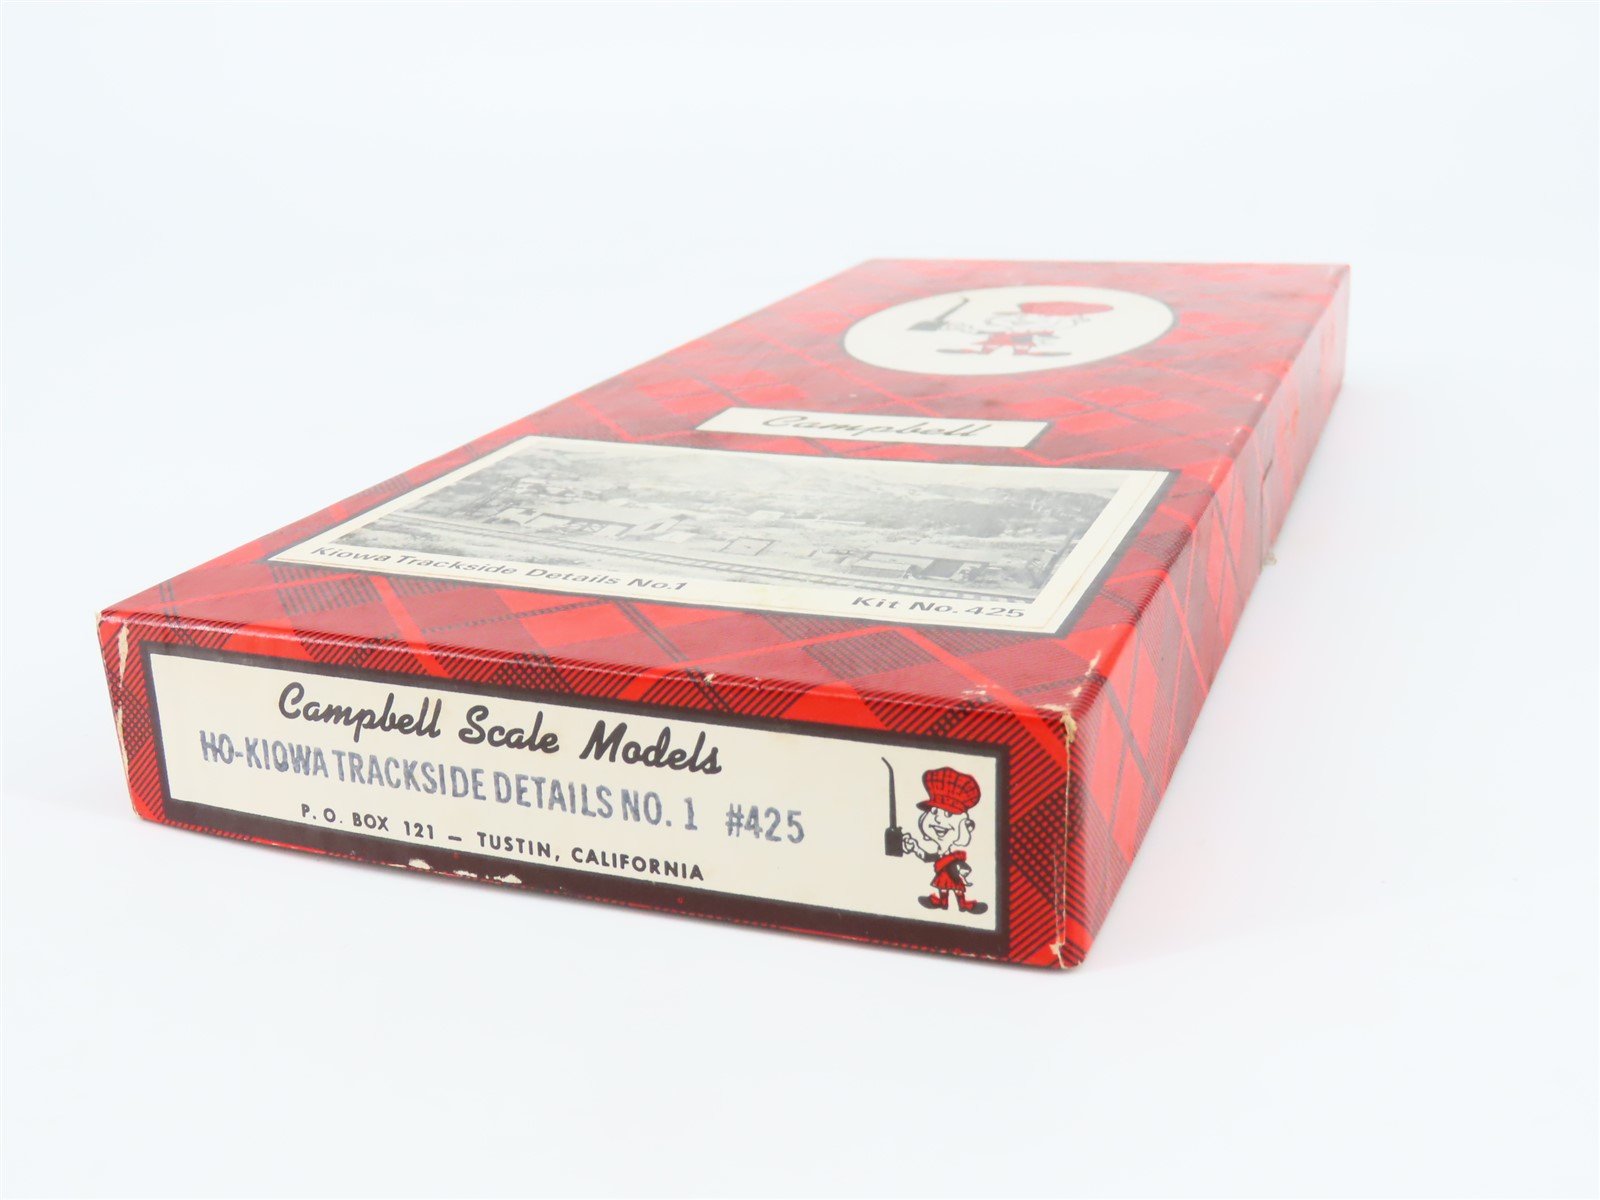 Campbell
Kiowa Trackside Details No.1
Kit No. 425
Campbell Scale Models
HO-KIOWA TRACKSIDE DETAILS NO. 1 #425
P. O. BOX 121 — TUSTIN, CALIFORNIA